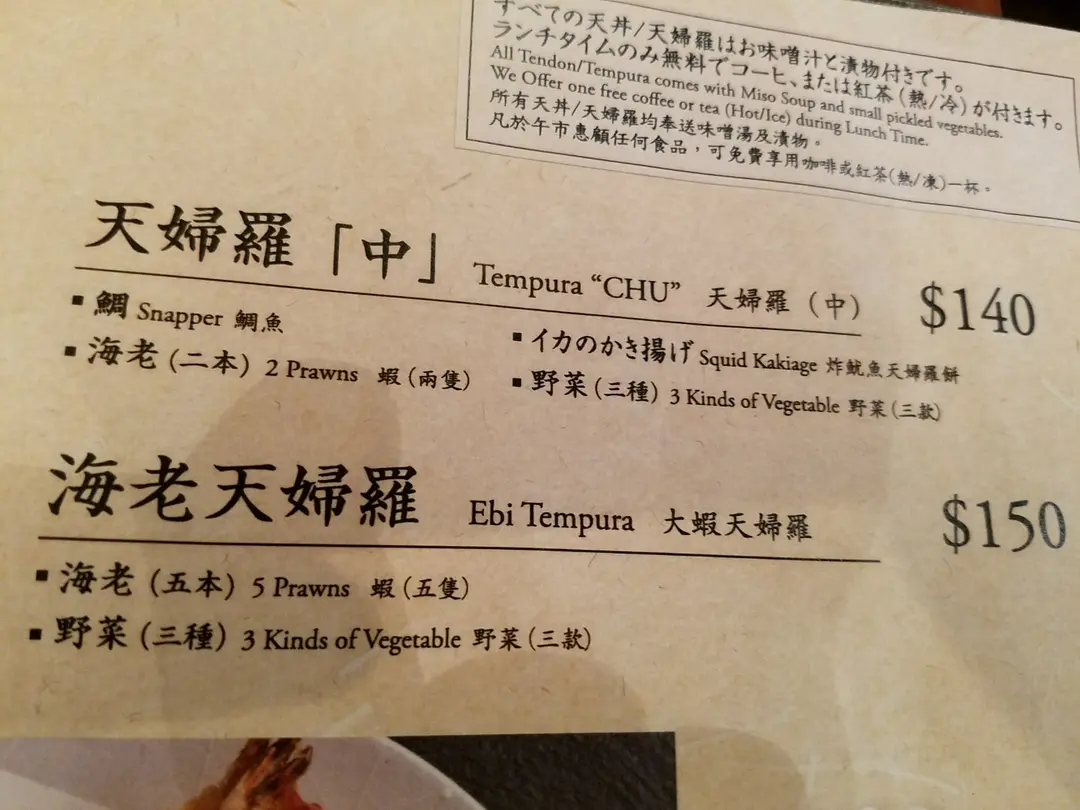 すべての天丼/天婦羅はお味噌汁と漬物付きです。
ランチタイムのみ無料でコーヒ、または紅茶(熱/冷)が付きます。
All Tendon/Tempura comes with Miso Soup and small pickled vegetables.
We Offer one free coffee or tea (Hot/Ice) during Lunch Time.
所有天丼/天婦羅均奉送味噌湯及漬物。
凡於午市惠顧任何食品，可免費享用咖啡或紅茶(熱/凍)一杯。
天婦羅「中」 Tempura “CHU” 天婦羅（中） $140
▪ 鯛 Snapper 鯛魚
▪ 海老（二本）2 Prawns 蝦（兩隻）
▪ イカのかき揚げ Squid Kakiage 炸魷魚天婦羅餅
▪ 野菜（三種）3 Kinds of Vegetable 野菜（三款）
海老天婦羅 Ebi Tempura 大蝦天婦羅 $150
▪ 海老（五本）5 Prawns 蝦（五隻）
▪ 野菜（三種）3 Kinds of Vegetable 野菜（三款）